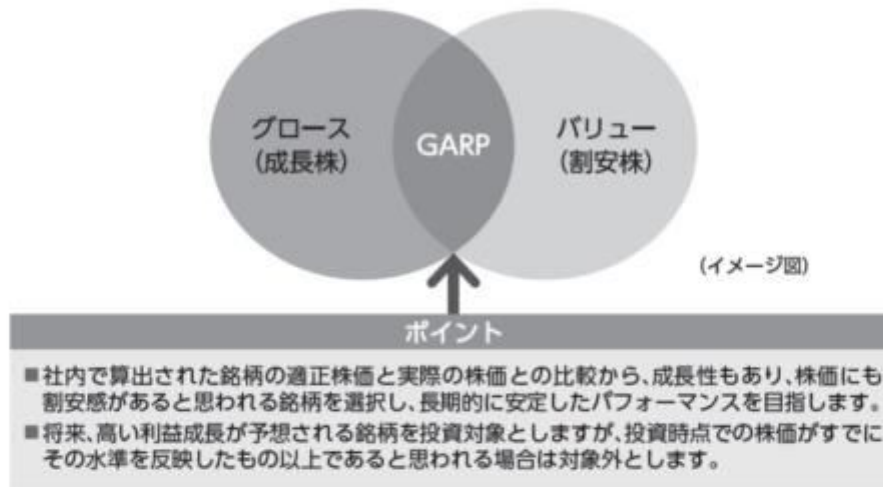 グロース
(成長株)
GARP
バリュー
(割安株)
(イメージ図)
ポイント
■社内で算出された銘柄の適正株価と実際の株価との比較から、成長性もあり、株価にも
割安感があると思われる銘柄を選択し、長期的に安定したパフォーマンスを目指します。
■将来、高い利益成長が予想される銘柄を投資対象としますが、投資時点での株価がすでに
その水準を反映したもの以上であると思われる場合は対象外とします。